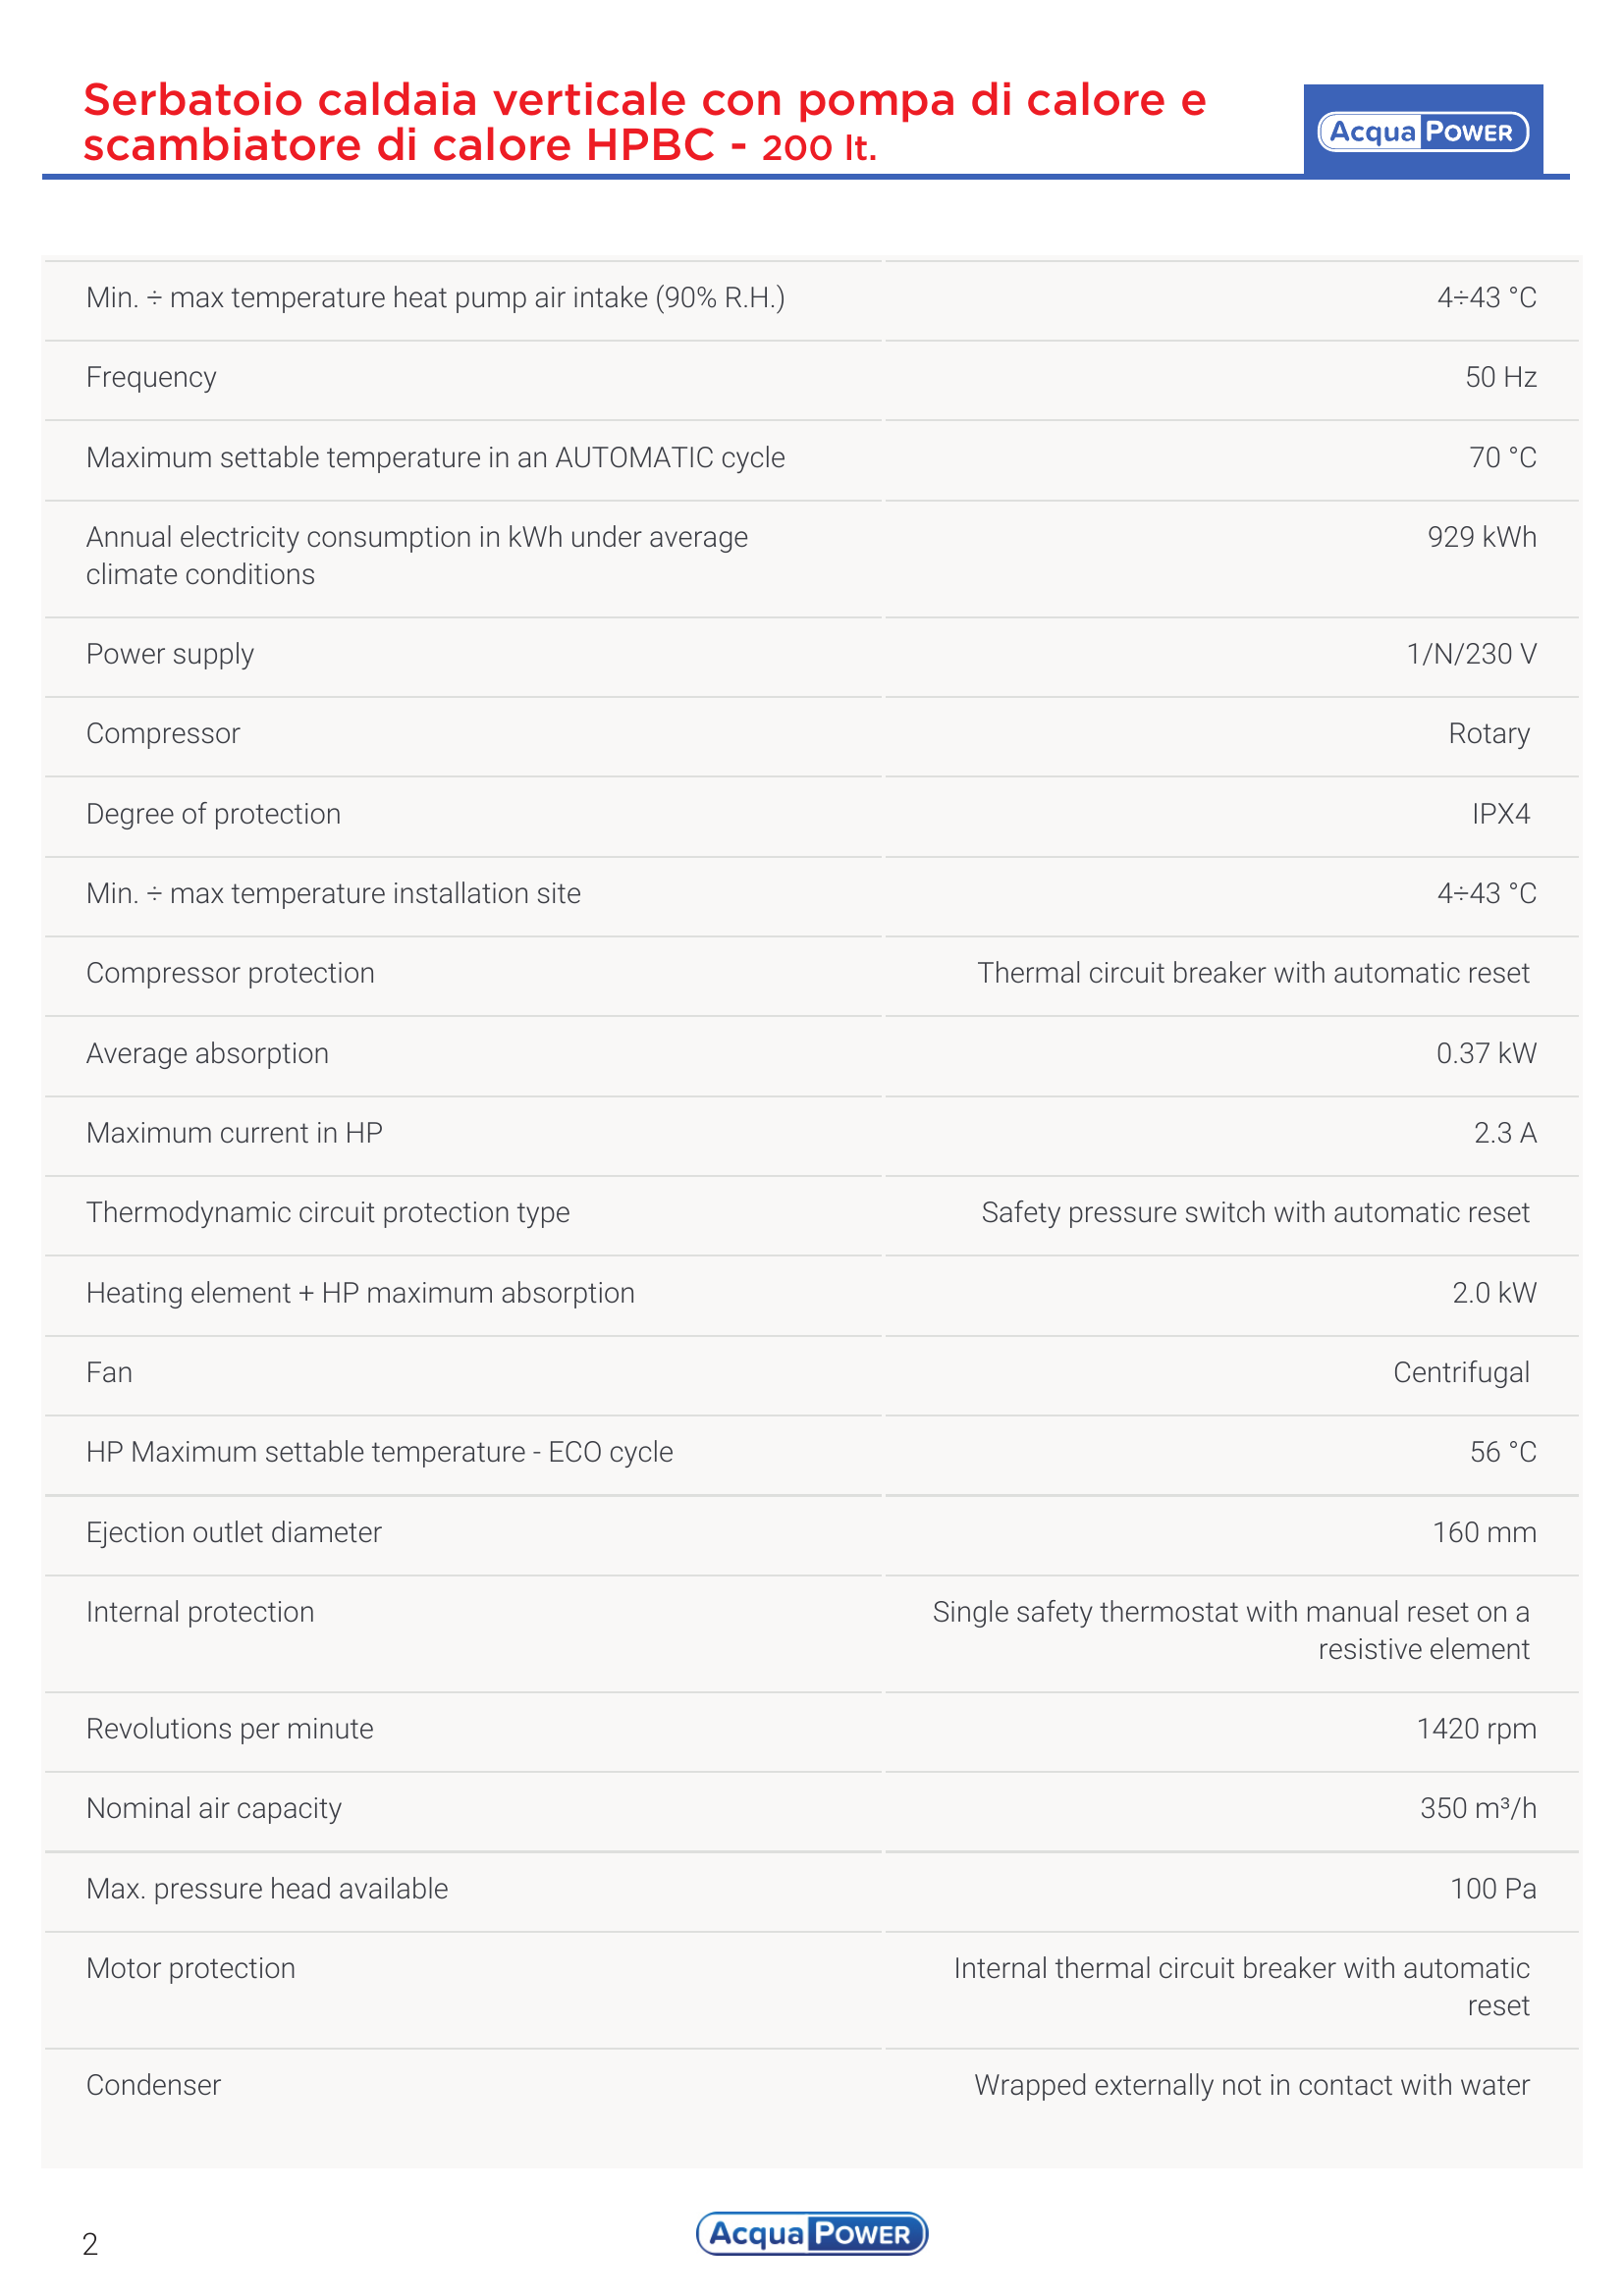 Serbatoio caldaia verticale con pompa di calore e
scambiatore di calore HPBC - 200 lt.
Acqua POWER
Min. ÷ max temperature heat pump air intake (90% R.H.) 4÷43 °C
Frequency 50 Hz
Maximum settable temperature in an AUTOMATIC cycle 70 °C
Annual electricity consumption in kWh under average 929 kWh
climate conditions
Power supply 1/N/230 V
Compressor Rotary
Degree of protection IPX4
Min. ÷ max temperature installation site 4÷43 °C
Compressor protection Thermal circuit breaker with automatic reset
Average absorption 0.37 kW
Maximum current in HP 2.3 A
Thermodynamic circuit protection type Safety pressure switch with automatic reset
Heating element + HP maximum absorption 2.0 kW
Fan Centrifugal
HP Maximum settable temperature - ECO cycle 56 °C
Ejection outlet diameter 160 mm
Internal protection Single safety thermostat with manual reset on a
resistive element
Revolutions per minute 1420 rpm
Nominal air capacity 350 m³/h
Max. pressure head available 100 Pa
Motor protection Internal thermal circuit breaker with automatic
reset
Condenser Wrapped externally not in contact with water
2
Acqua POWER